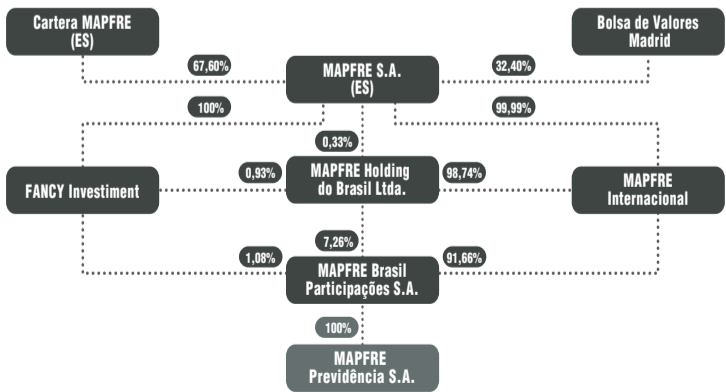 Cartera MAPFRE
(ES)
Bolsa de Valores
Madrid
67,60%
MAPFRE S.A.
(ES)
32,40%
100%
99,99%
0,33%
FANCY Investiment
0,93%
MAPFRE Holding
do Brasil Ltda.
98,74%
MAPFRE
Internacional
7,26%
1,08%
MAPFRE Brasil
Participações S.A.
91,66%
100%
MAPFRE
Previdência S.A.